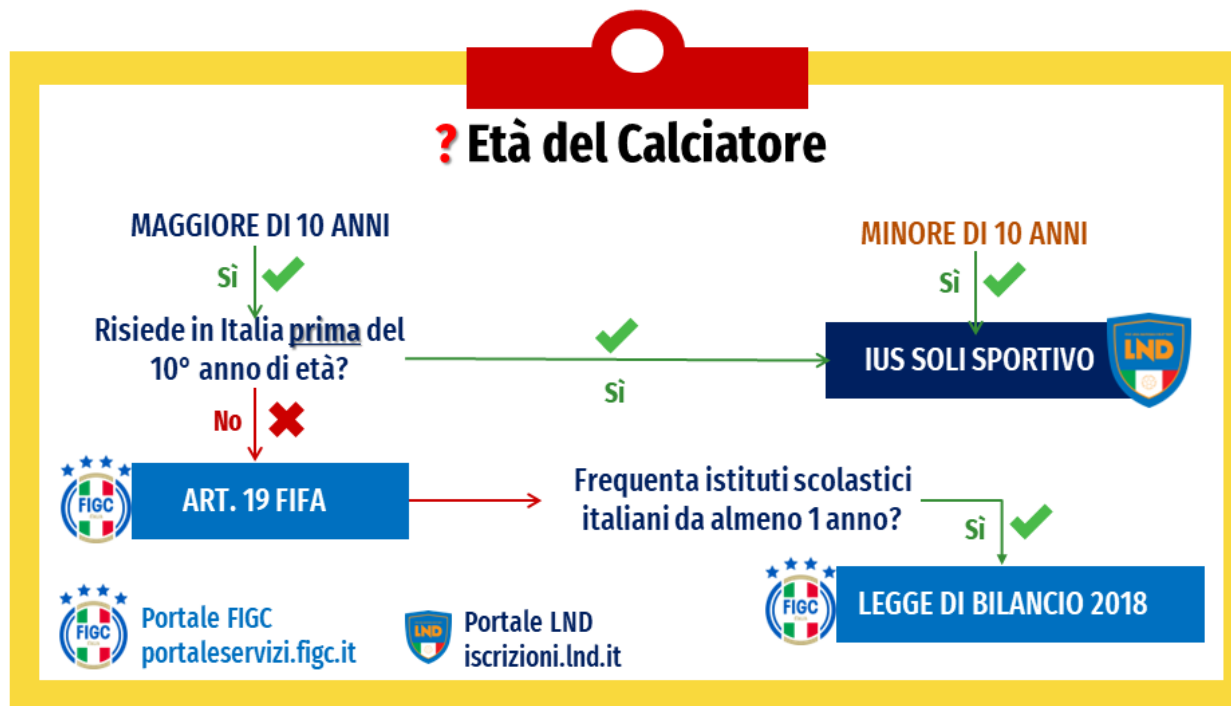 ? Età del Calciatore
MAGGIORE DI 10 ANNI
Sì
Risiede in Italia prima del
10° anno di età?
Sì
No
MINORE DI 10 ANNI
Sì
IUS SOLI SPORTIVO
LND
FIGC
ART. 19 FIFA
Frequenta istituti scolastici
italiani da almeno 1 anno?
Sì
FIGC
LEGGE DI BILANCIO 2018
FIGC
Portale FIGC
portaleservizi.figc.it
LND
Portale LND
iscrizioni.lnd.it